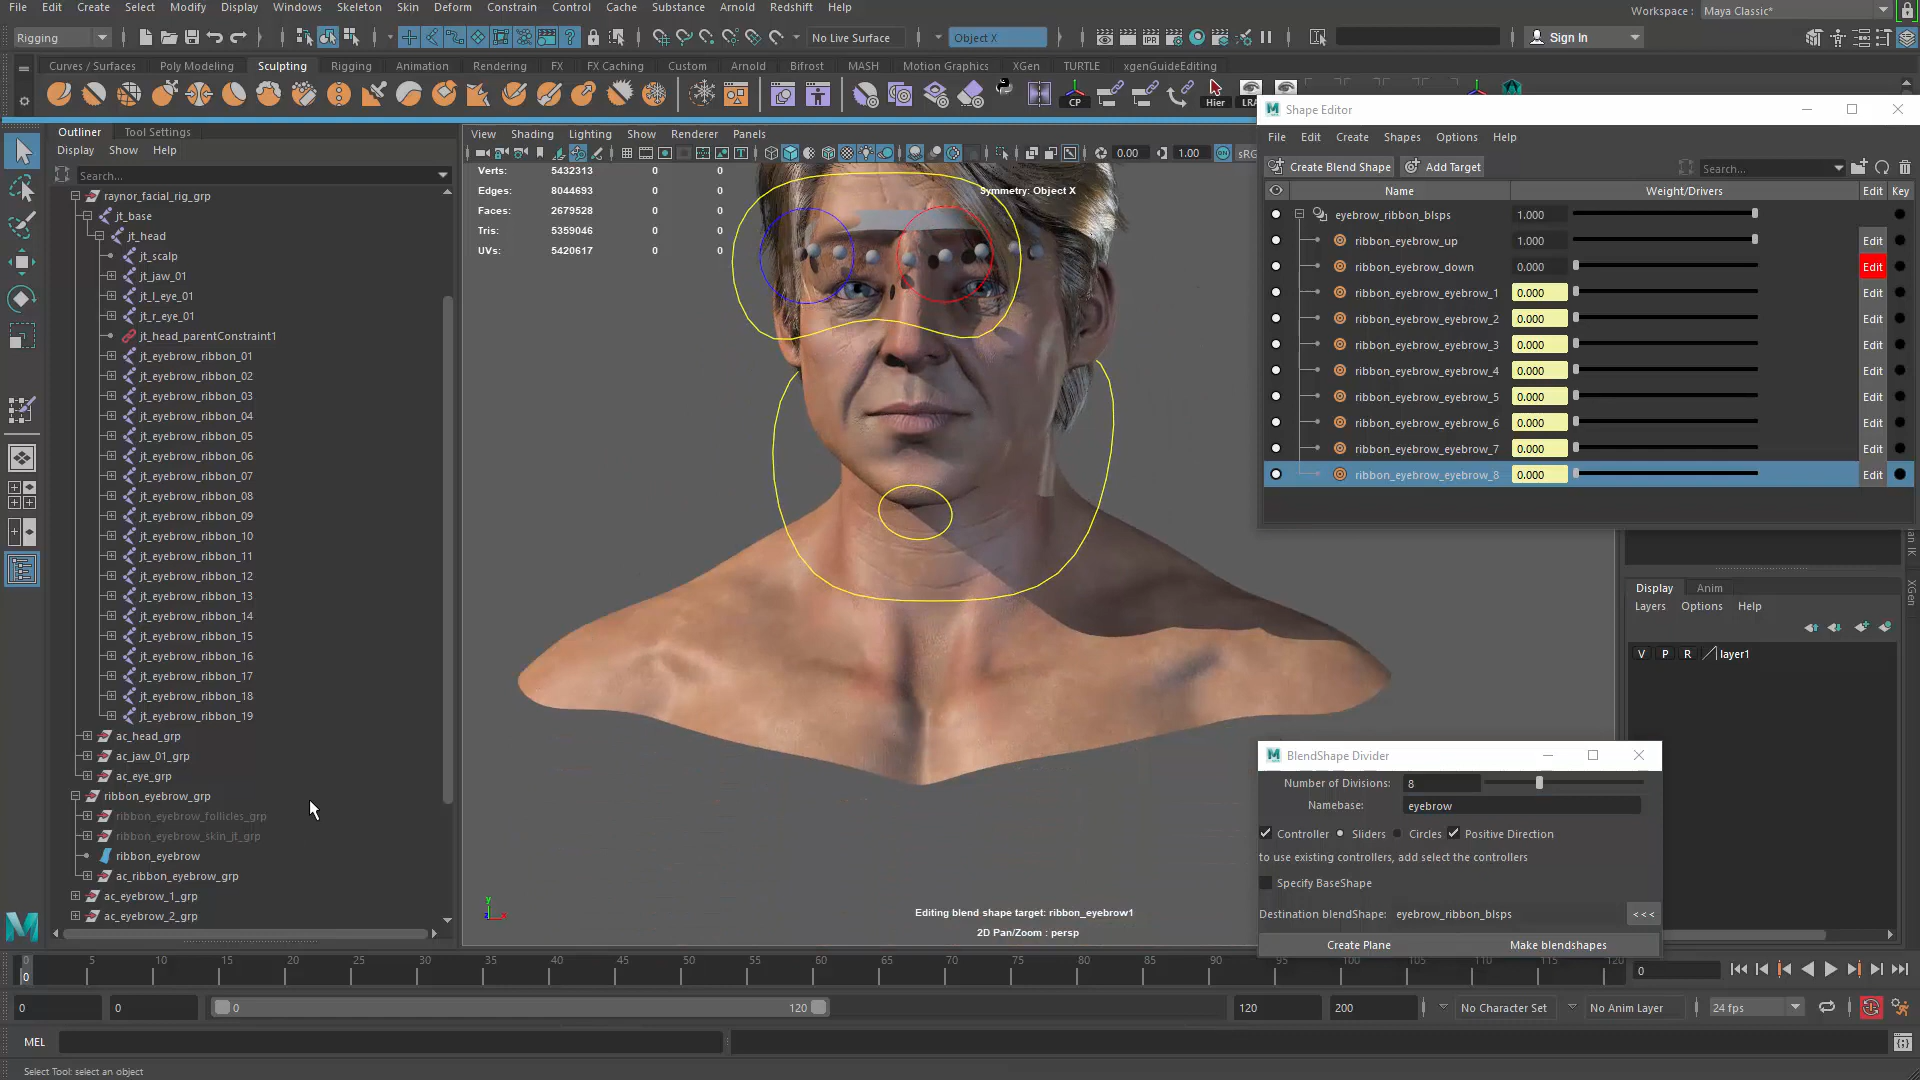 File Edit Create Select Modify Display Windows Skeleton Skin Deform Constrain Control Cache Substance Arnold Redshift Help
Workspace : Maya Classic*
Rigging No Live Surface Object X Sign In
Curves / Surfaces Poly Modeling Sculpting Rigging Animation Rendering FX FX Caching Custom Arnold Bifrost MASH Motion Graphics XGen TURTLE xgenGuideEditing
CP Hier LRA
Shape Editor
File Edit Create Shapes Options Help
Create Blend Shape Add Target Search...
Name Weight/Drivers Edit Key
eyebrow_ribbon_blsps 1.000
ribbon_eyebrow_up 1.000 Edit
ribbon_eyebrow_down 0.000 Edit
ribbon_eyebrow_eyebrow_1 0.000 Edit
ribbon_eyebrow_eyebrow_2 0.000 Edit
ribbon_eyebrow_eyebrow_3 0.000 Edit
ribbon_eyebrow_eyebrow_4 0.000 Edit
ribbon_eyebrow_eyebrow_5 0.000 Edit
ribbon_eyebrow_eyebrow_6 0.000 Edit
ribbon_eyebrow_eyebrow_7 0.000 Edit
ribbon_eyebrow_eyebrow_8 0.000 Edit
Outliner Tool Settings
Display Show Help
Search...
raynor_facial_rig_grp
jt_base
jt_head
jt_scalp
jt_jaw_01
jt_l_eye_01
jt_r_eye_01
jt_head_parentConstraint1
jt_eyebrow_ribbon_01
jt_eyebrow_ribbon_02
jt_eyebrow_ribbon_03
jt_eyebrow_ribbon_04
jt_eyebrow_ribbon_05
jt_eyebrow_ribbon_06
jt_eyebrow_ribbon_07
jt_eyebrow_ribbon_08
jt_eyebrow_ribbon_09
jt_eyebrow_ribbon_10
jt_eyebrow_ribbon_11
jt_eyebrow_ribbon_12
jt_eyebrow_ribbon_13
jt_eyebrow_ribbon_14
jt_eyebrow_ribbon_15
jt_eyebrow_ribbon_16
jt_eyebrow_ribbon_17
jt_eyebrow_ribbon_18
jt_eyebrow_ribbon_19
ac_head_grp
ac_jaw_01_grp
ac_eye_grp
ribbon_eyebrow_grp
ribbon_eyebrow_follicles_grp
ribbon_eyebrow_skin_jt_grp
ribbon_eyebrow
ac_ribbon_eyebrow_grp
ac_eyebrow_1_grp
ac_eyebrow_2_grp
View Shading Lighting Show Renderer Panels
0.00 1.00
Verts: 5432313 0 0
Edges: 8044693 0 0
Faces: 2679528 0 0
Tris: 5359046 0 0
UVs: 5420617 0 0
Symmetry: Object X
Editing blend shape target: ribbon_eyebrow1
2D Pan/Zoom : persp
y
x
Display Anim
Layers Options Help
V P R layer1
XGen
BlendShape Divider
Number of Divisions: 8
Namebase: eyebrow
Controller Sliders Circles Positive Direction
to use existing controllers, add select the controllers
Specify BaseShape
Destination blendShape: eyebrow_ribbon_blsps <<<
Create Plane Make blendshapes
0 5 10 15 20 25 30 35 40 45 50 55 60 65 70 75 80 85 90 95 100 105 110 115 120
0 0
0 0 0 120 120 200 No Character Set No Anim Layer 24 fps
MEL
Select Tool: select an object